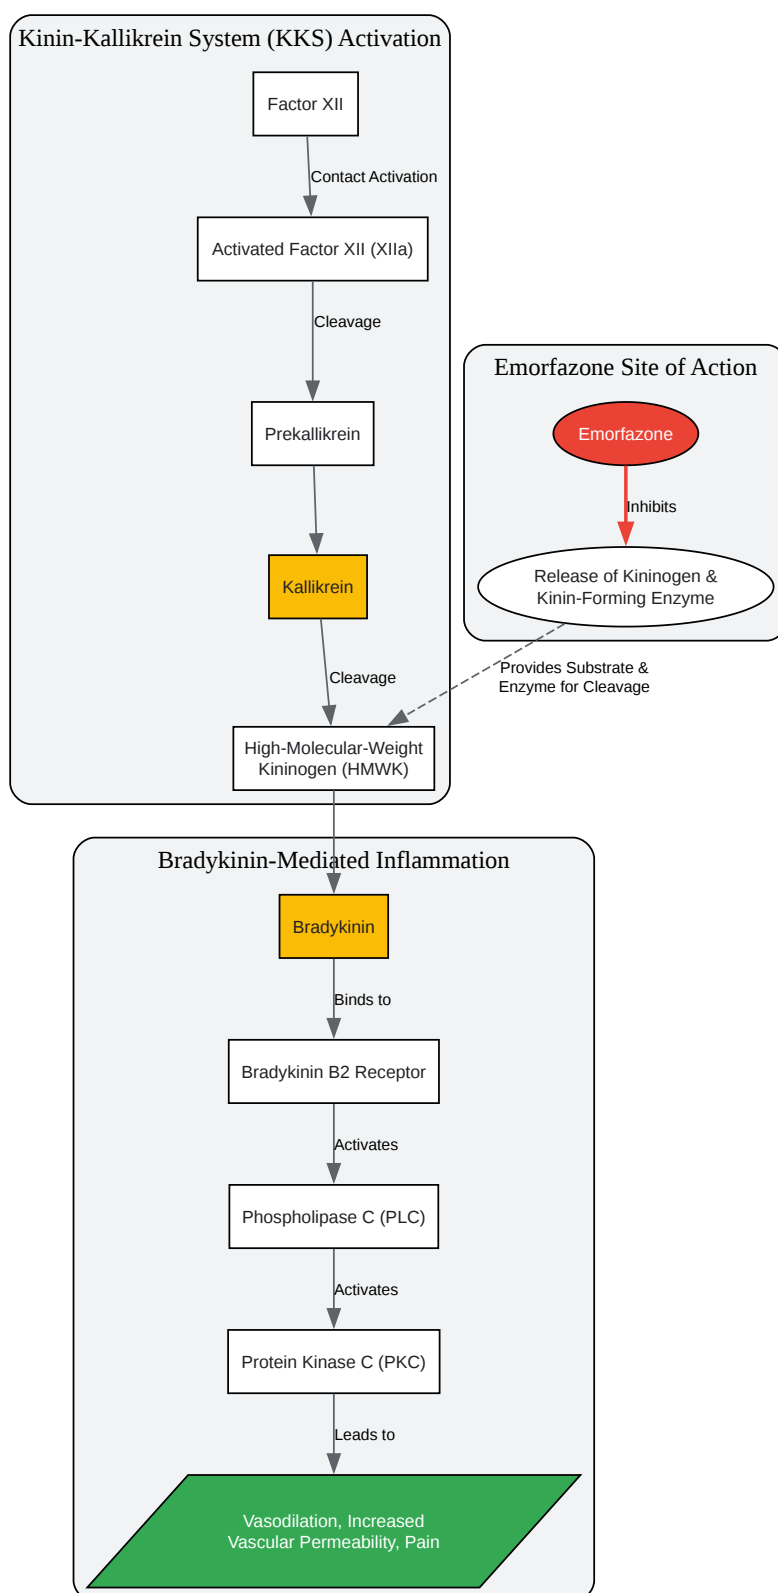 Kinin-Kallikrein System (KKS) Activation
Factor XII
Contact Activation
Activated Factor XII (XIIa)
Cleavage
Prekallikrein
Kallikrein
Cleavage
High-Molecular-Weight
Kininogen (HMWK)
Emorfazone Site of Action
Emorfazone
Inhibits
Release of Kininogen &
Kinin-Forming Enzyme
Provides Substrate &
Enzyme for Cleavage
Bradykinin-Mediated Inflammation
Bradykinin
Binds to
Bradykinin B2 Receptor
Activates
Phospholipase C (PLC)
Activates
Protein Kinase C (PKC)
Leads to
Vasodilation, Increased
Vascular Permeability, Pain